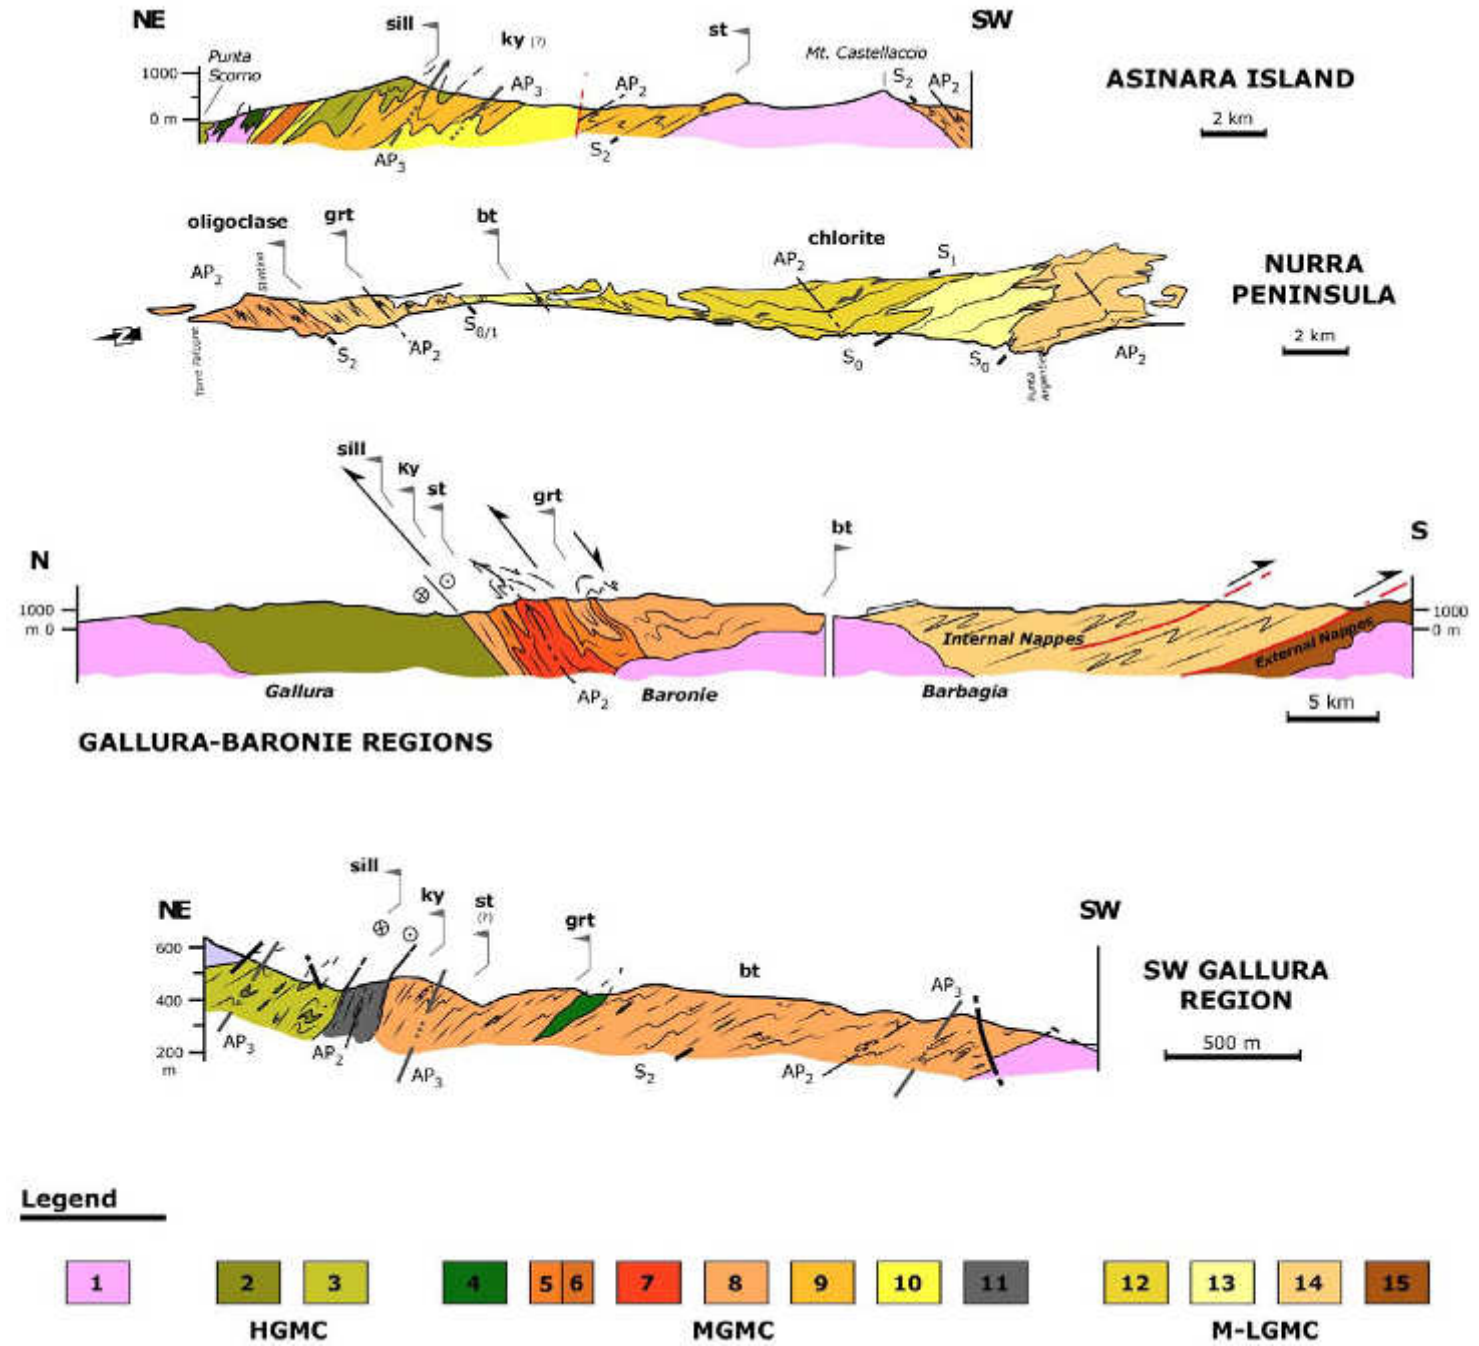 NE
sill
ky (?)
st
SW
Punta
Scorno
Mt. Castellaccio
1000
0 m
AP3
AP2
S2
AP2
AP3
S2
ASINARA ISLAND
2 km
oligoclase
grt
bt
chlorite
AP2
Stintino
AP2
S1
S0/1
AP2
S2
S0
S0
AP2
Punta
Argentiera
NURRA
PENINSULA
2 km
sill
Ky
st
grt
bt
N
S
1000
m 0
1000
0 m
Internal Nappes
External Nappes
Gallura
AP2
Baronie
Barbagia
5 km
GALLURA-BARONIE REGIONS
sill
ky
st
(?)
grt
bt
NE
SW
600
400
200
m
AP3
AP2
AP3
S2
AP2
AP3
SW GALLURA
REGION
500 m
Legend
1 2 3 4 5 6 7 8 9 10 11 12 13 14 15
HGMC MGMC M-LGMC